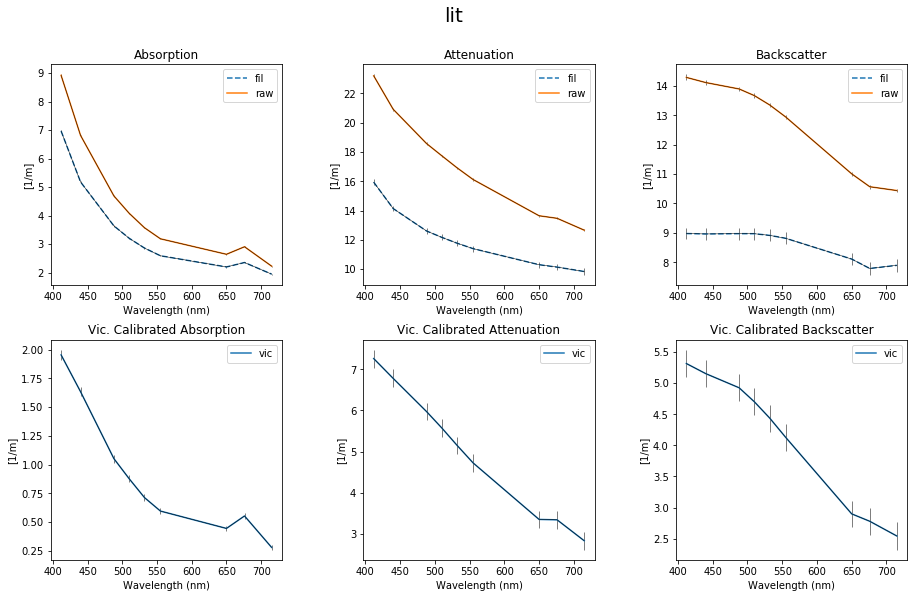 lit
Absorption
fil
raw
[1/m]
9
8
7
6
5
4
3
2
400 450 500 550 600 650 700
Wavelength (nm)
Attenuation
fil
raw
[1/m]
22
20
18
16
14
12
10
400 450 500 550 600 650 700
Wavelength (nm)
Backscatter
fil
raw
[1/m]
14
13
12
11
10
9
8
400 450 500 550 600 650 700
Wavelength (nm)
Vic. Calibrated Absorption
vic
[1/m]
2.00
1.75
1.50
1.25
1.00
0.75
0.50
0.25
400 450 500 550 600 650 700
Wavelength (nm)
Vic. Calibrated Attenuation
vic
[1/m]
7
6
5
4
3
400 450 500 550 600 650 700
Wavelength (nm)
Vic. Calibrated Backscatter
vic
[1/m]
5.5
5.0
4.5
4.0
3.5
3.0
2.5
400 450 500 550 600 650 700
Wavelength (nm)